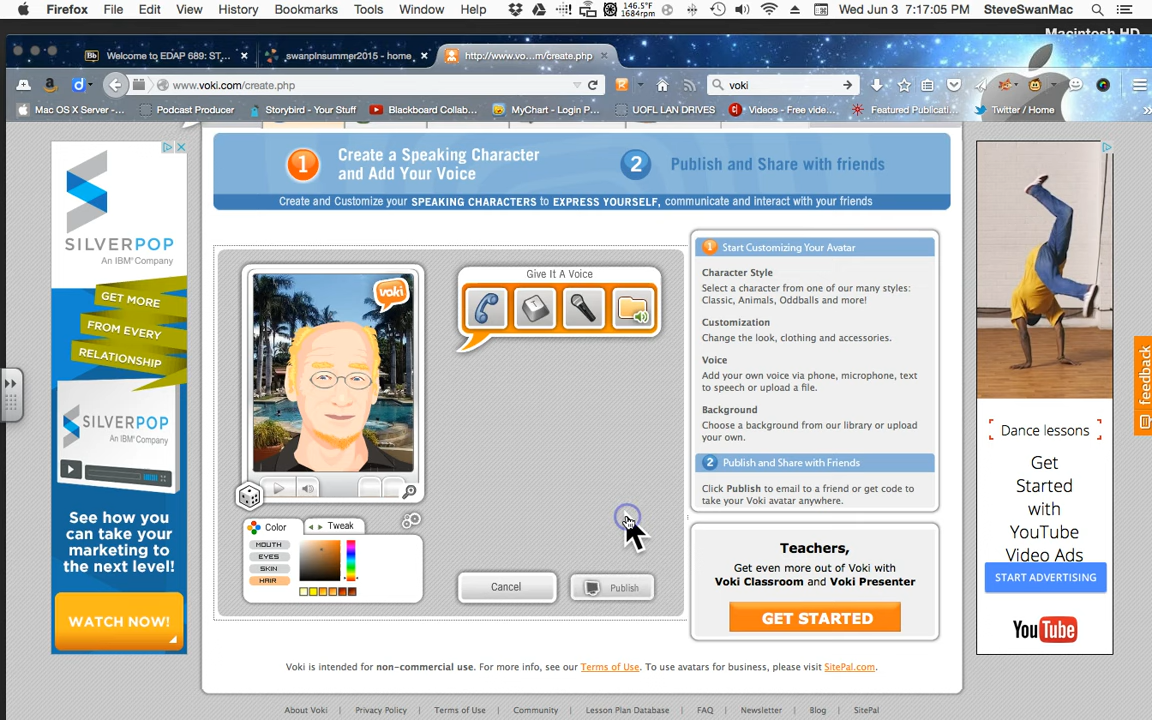 Firefox File Edit View History Bookmarks Tools Window Help
146.5°F
1684rpm
Wed Jun 3 7:17:05 PM SteveSwanMac
Macintosh HD
Bb Welcome to EDAP 689: ST...
swanplnsummer2015 - home
http://www.vo...m/create.php
www.voki.com/create.php
voki
Mac OS X Server -...
Podcast Producer
Storybird - Your Stuff
Blackboard Collab...
MyChart - Login P...
UOFL LAN DRIVES
Videos - Free vide...
Featured Publicati...
Twitter / Home
1 Create a Speaking Character
and Add Your Voice
2 Publish and Share with friends
Create and Customize your SPEAKING CHARACTERS to EXPRESS YOURSELF, communicate and interact with your friends
SILVERPOP
An IBM Company
GET MORE
FROM EVERY
RELATIONSHIP
SILVERPOP
An IBM Company
See how you
can take your
marketing to
the next level!
WATCH NOW!
voki
Give It A Voice
Color
Tweak
MOUTH
EYES
SKIN
HAIR
Cancel
Publish
1 Start Customizing Your Avatar
Character Style
Select a character from one of our many styles:
Classic, Animals, Oddballs and more!
Customization
Change the look, clothing and accessories.
Voice
Add your own voice via phone, microphone, text
to speech or upload a file.
Background
Choose a background from our library or upload
your own.
2 Publish and Share with Friends
Click Publish to email to a friend or get code to
take your Voki avatar anywhere.
Teachers,
Get even more out of Voki with
Voki Classroom and Voki Presenter
GET STARTED
Dance lessons
Get
Started
with
YouTube
Video Ads
START ADVERTISING
YouTube
feedback
Voki is intended for non-commercial use. For more info, see our Terms of Use. To use avatars for business, please visit SitePal.com.
About Voki | Privacy Policy | Terms of Use | Community | Lesson Plan Database | FAQ | Newsletter | Blog | SitePal